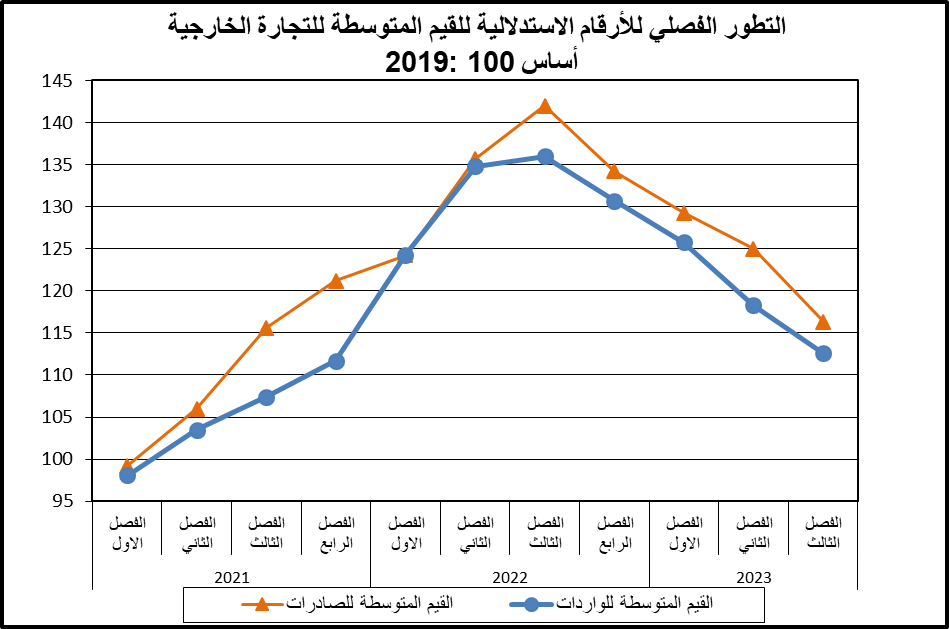 التطور الفصلي للأرقام الاستدلالية للقيم المتوسطة للتجارة الخارجية
أساس 100 :2019
145
140
135
130
125
120
115
110
105
100
95
الفصل الاول
الفصل الثاني
الفصل الثالث
الفصل الرابع
الفصل الاول
الفصل الثاني
الفصل الثالث
الفصل الرابع
الفصل الاول
الفصل الثاني
الفصل الثالث
2021
2022
2023
القيم المتوسطة للصادرات
القيم المتوسطة للواردات